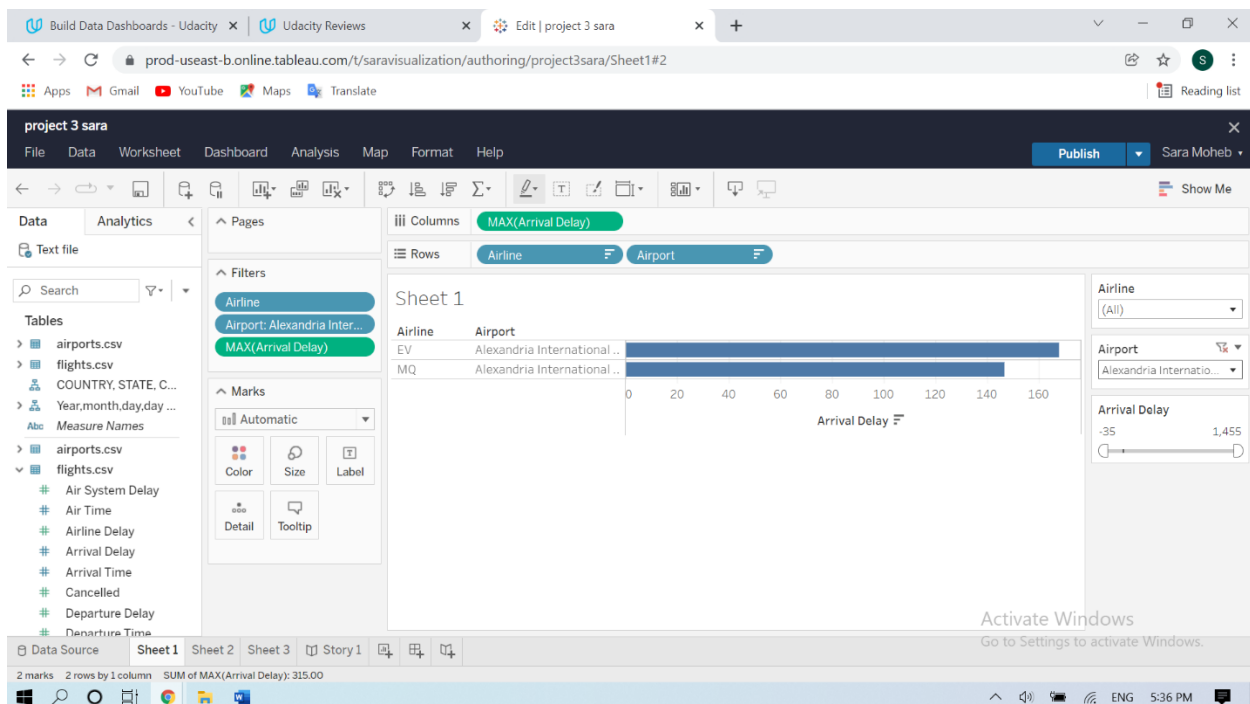 Build Data Dashboards - Udacity
Udacity Reviews
Edit | project 3 sara
prod-useast-b.online.tableau.com/t/saravisualization/authoring/project3sara/Sheet1#2
S
Apps Gmail YouTube Maps Translate Reading list
project 3 sara
File Data Worksheet Dashboard Analysis Map Format Help Publish Sara Moheb
Show Me
Data Analytics
Text file
Search
Tables
airports.csv
flights.csv
COUNTRY, STATE, C...
Year,month,day,day ...
Abc Measure Names
airports.csv
flights.csv
# Air System Delay
# Air Time
# Airline Delay
# Arrival Delay
# Arrival Time
# Cancelled
# Departure Delay
# Departure Time
Pages
Filters
Airline
Airport: Alexandria Inter...
MAX(Arrival Delay)
Marks
Automatic
Color Size Label
Detail Tooltip
Columns MAX(Arrival Delay)
Rows Airline Airport
Sheet 1
Airline Airport
EV Alexandria International ..
MQ Alexandria International ..
0 20 40 60 80 100 120 140 160
Arrival Delay
Airline
(All)
Airport
Alexandria Internatio...
Arrival Delay
-35 1,455
Activate Windows
Go to Settings to activate Windows.
Data Source Sheet 1 Sheet 2 Sheet 3 Story 1
2 marks 2 rows by 1 column SUM of MAX(Arrival Delay): 315.00
ENG 5:36 PM